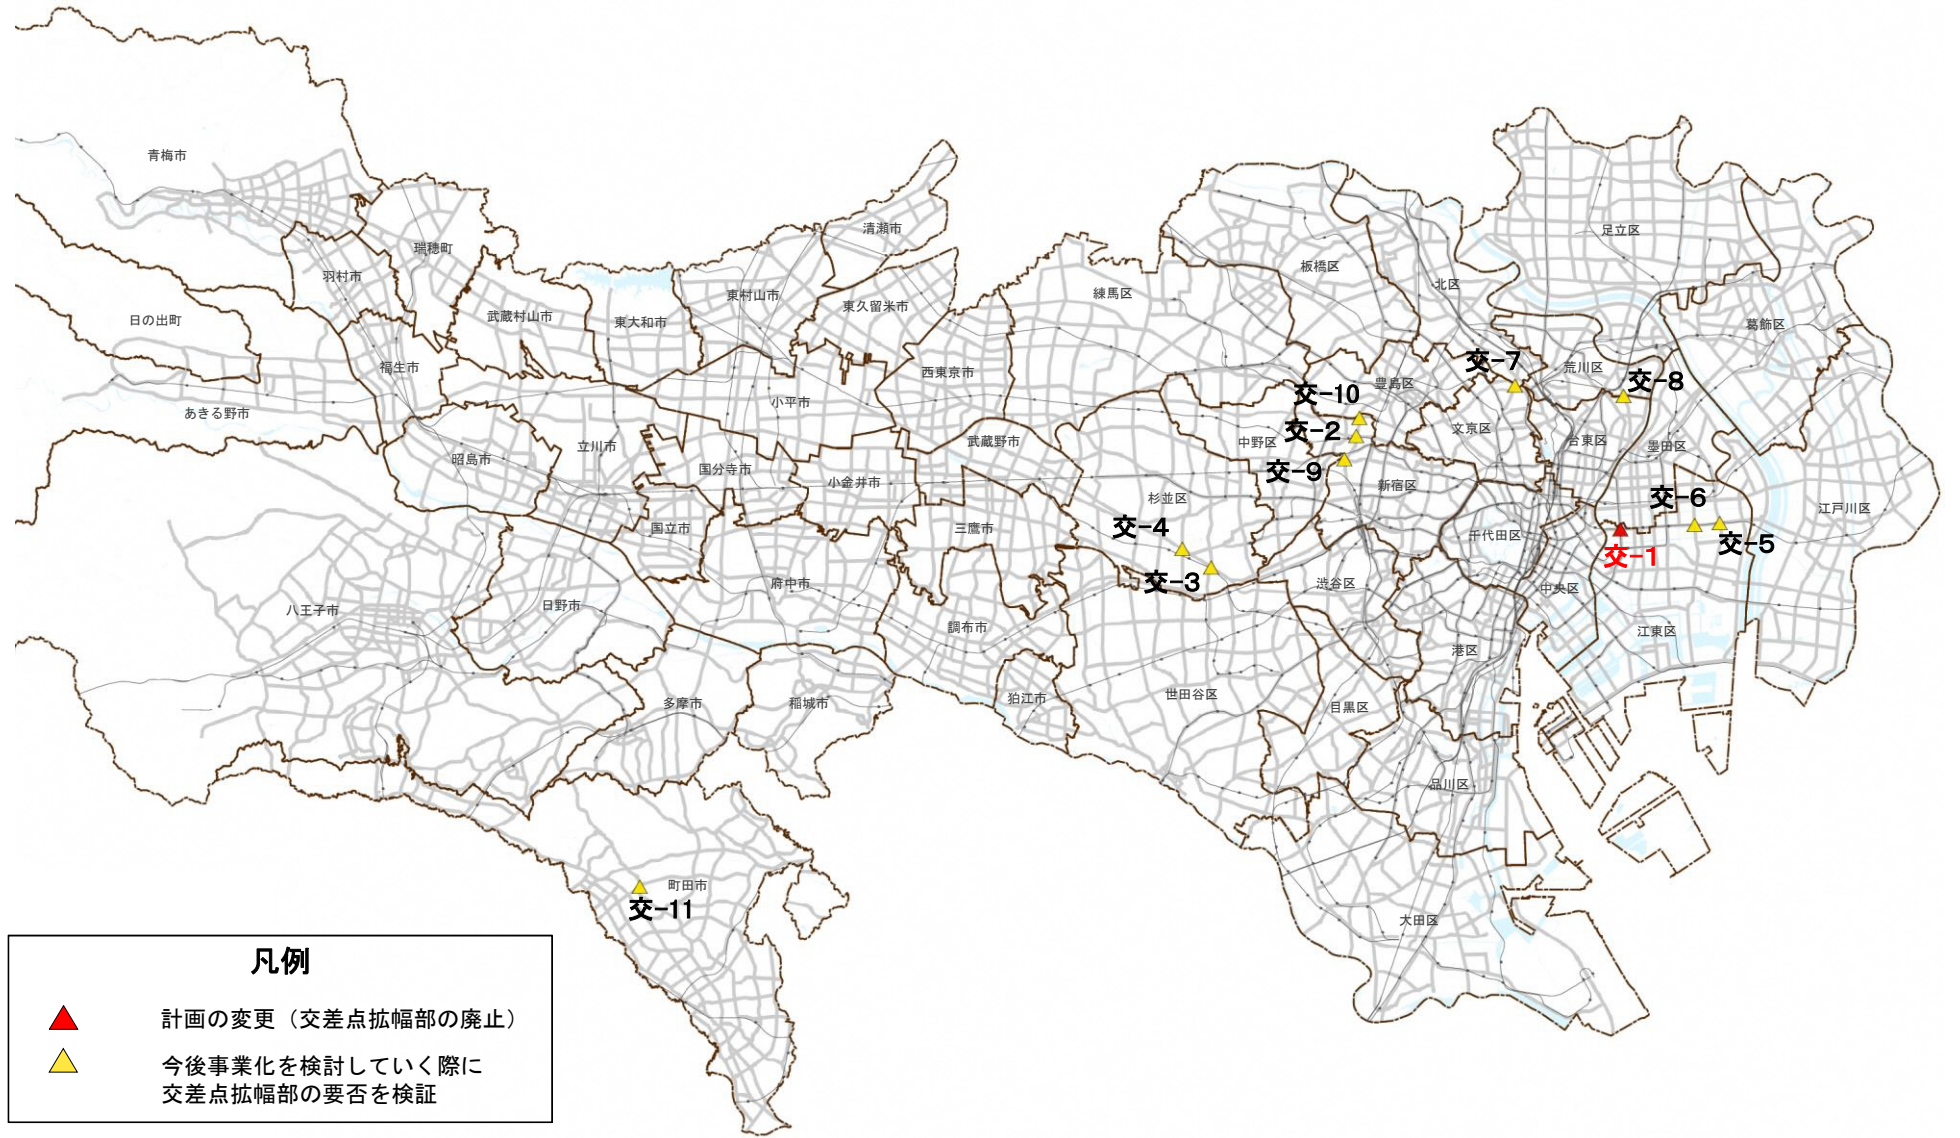 青梅市
清瀬市
足立区
瑞穂町
板橋区
羽村市
北区
練馬区
東村山市
東久留米市
日の出町
武蔵村山市
東大和市
葛飾区
福生市
西東京市
交-7
荒川区
交-8
豊島区
交-10
あきる野市
小平市
文京区
交-2
台東区
中野区
武蔵野市
立川市
墨田区
昭島市
国分寺市
交-9
小金井市
新宿区
杉並区
交-6
江戸川区
交-4
国立市
三鷹市
千代田区
交-5
交-1
交-3
府中市
渋谷区
中央区
八王子市
日野市
調布市
江東区
港区
世田谷区
狛江市
多摩市
稲城市
目黒区
品川区
町田市
交-11
大田区
凡例
計画の変更（交差点拡幅部の廃止）
今後事業化を検討していく際に
交差点拡幅部の要否を検証